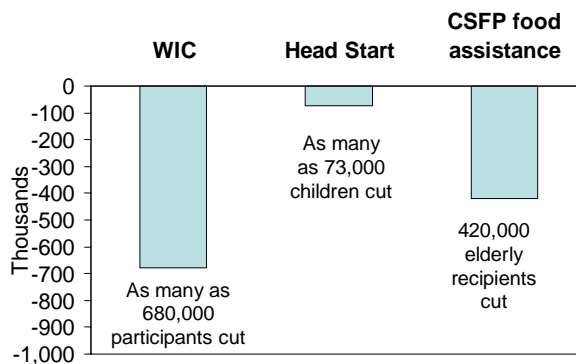 WIC
Head Start
CSFP food
assistance
0
-100
-200
-300
-400
-500
-600
-700
-800
-900
-1,000
Thousands
As many as
680,000
participants cut
As many
as 73,000
children cut
420,000
elderly
recipients
cut